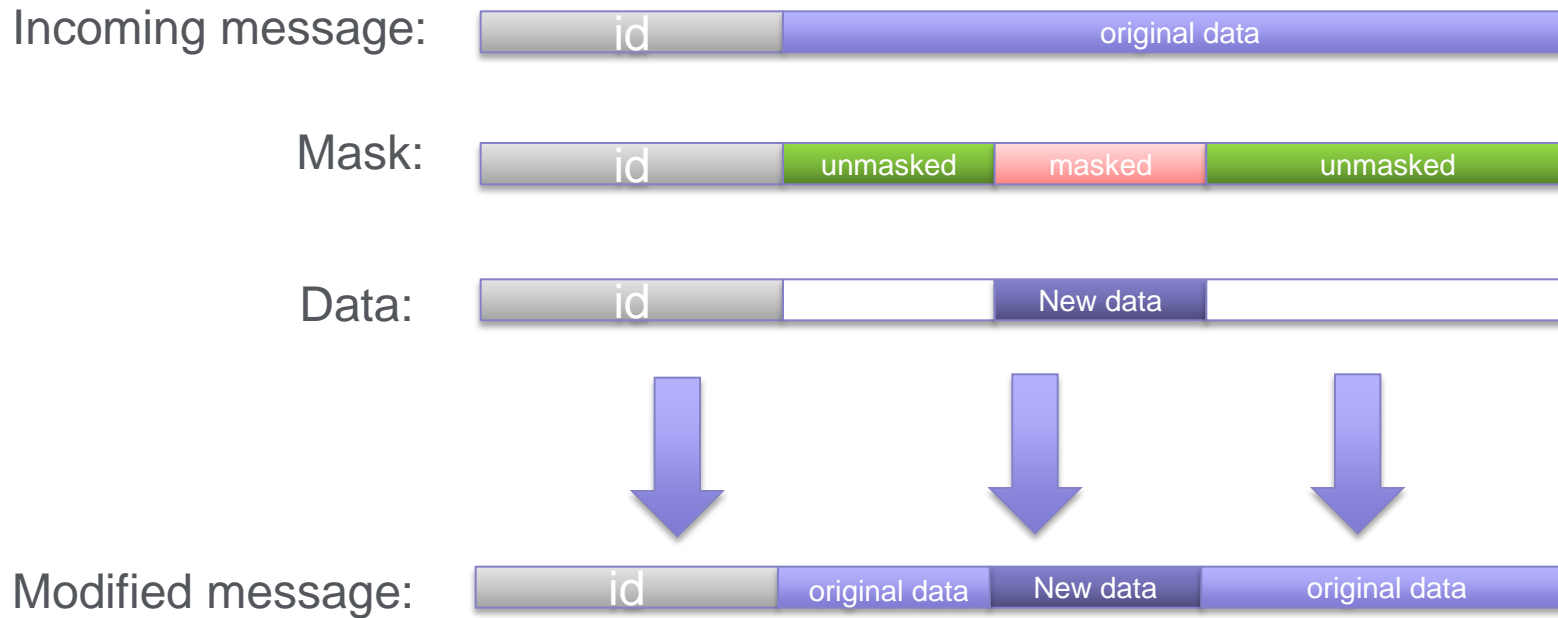 Incoming message: id original data
Mask: id unmasked masked unmasked
Data: id New data
Modified message: id original data New data original data